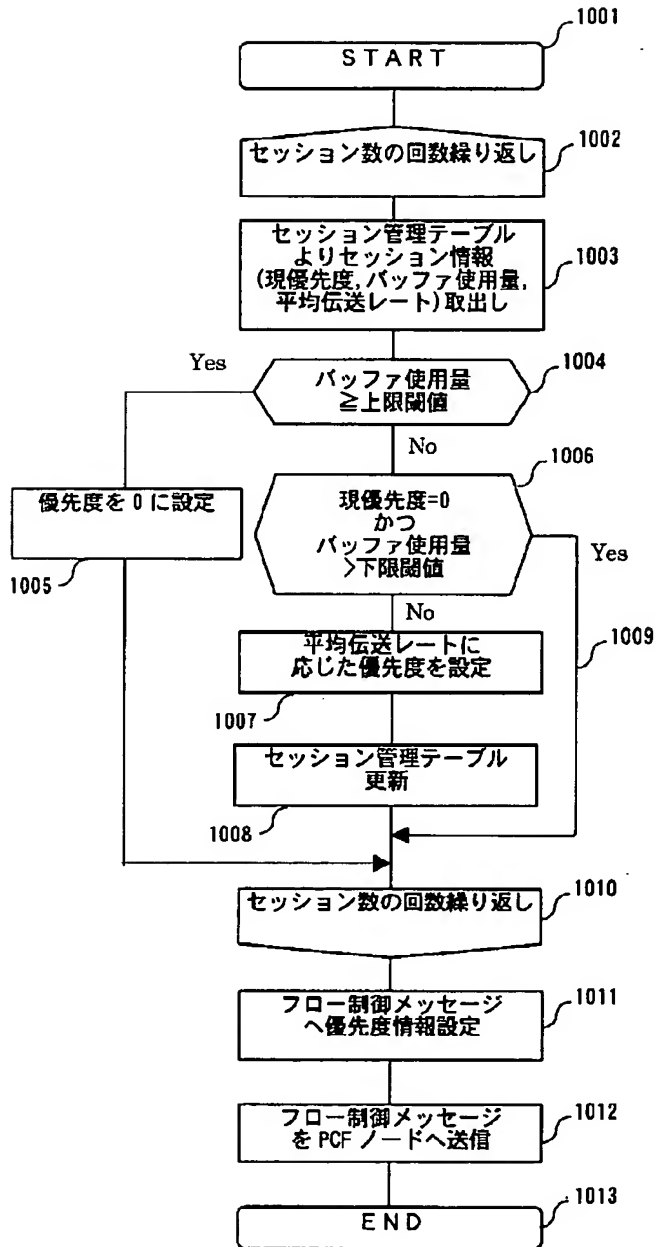 1001
START
セッション数の回数繰り返し
1002
セッション管理テーブル
よりセッション情報
(現優先度,バッファ使用量,
平均伝送レート)取出し
1003
Yes
バッファ使用量
≧上限閾値
1004
No
優先度を0に設定
1005
現優先度=0
かつ
バッファ使用量
>下限閾値
1006
Yes
No
1009
平均伝送レートに
応じた優先度を設定
1007
セッション管理テーブル
更新
1008
セッション数の回数繰り返し
1010
フロー制御メッセージ
へ優先度情報設定
1011
フロー制御メッセージ
をPCFノードへ送信
1012
END
1013